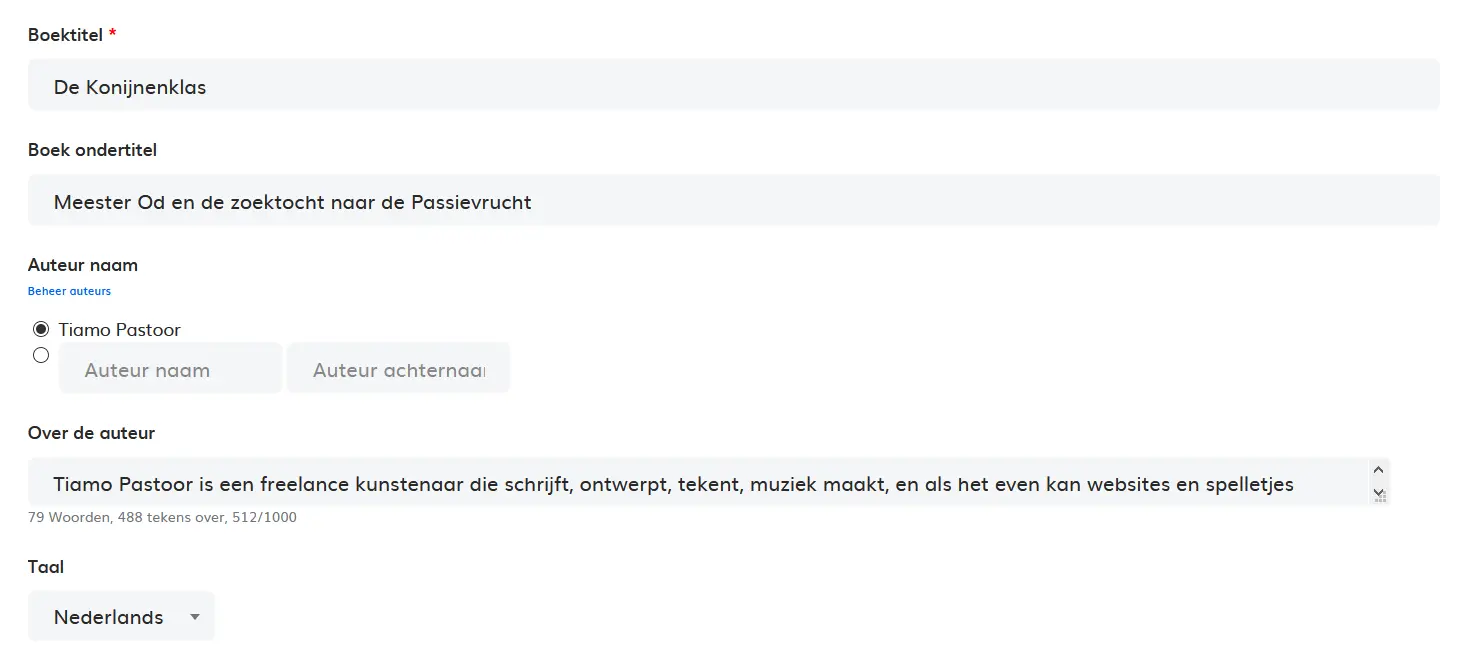 Boektitel *
De Konijnenklas
Boek ondertitel
Meester Od en de zoektocht naar de Passievrucht
Auteur naam
Beheer auteurs
Tiamo Pastoor
Auteur naam Auteur achternaar
Over de auteur
Tiamo Pastoor is een freelance kunstenaar die schrijft, ontwerpt, tekent, muziek maakt, en als het even kan websites en spelletjes
79 Woorden, 488 tekens over, 512/1000
Taal
Nederlands